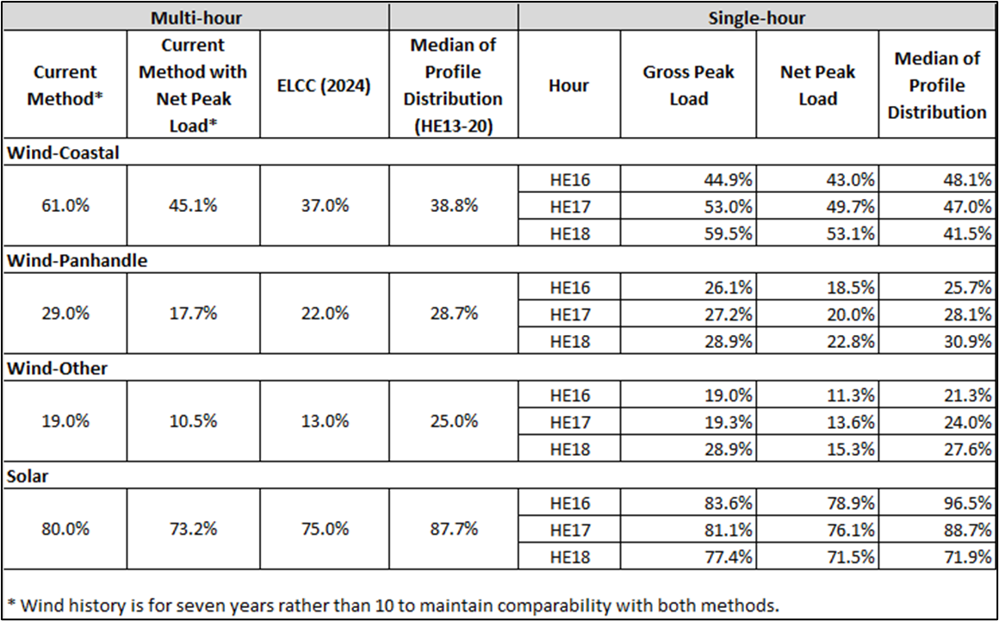 Multi-hour Single-hour
Current Method* Current Method with Net Peak Load* ELCC (2024) Median of Profile Distribution (HE13-20) Hour Gross Peak Load Net Peak Load Median of Profile Distribution
Wind-Coastal
61.0% 45.1% 37.0% 38.8%
HE16 44.9% 43.0% 48.1%
HE17 53.0% 49.7% 47.0%
HE18 59.5% 53.1% 41.5%
Wind-Panhandle
29.0% 17.7% 22.0% 28.7%
HE16 26.1% 18.5% 25.7%
HE17 27.2% 20.0% 28.1%
HE18 28.9% 22.8% 30.9%
Wind-Other
19.0% 10.5% 13.0% 25.0%
HE16 19.0% 11.3% 21.3%
HE17 19.3% 13.6% 24.0%
HE18 28.9% 15.3% 27.6%
Solar
80.0% 73.2% 75.0% 87.7%
HE16 83.6% 78.9% 96.5%
HE17 81.1% 76.1% 88.7%
HE18 77.4% 71.5% 71.9%
* Wind history is for seven years rather than 10 to maintain comparability with both methods.